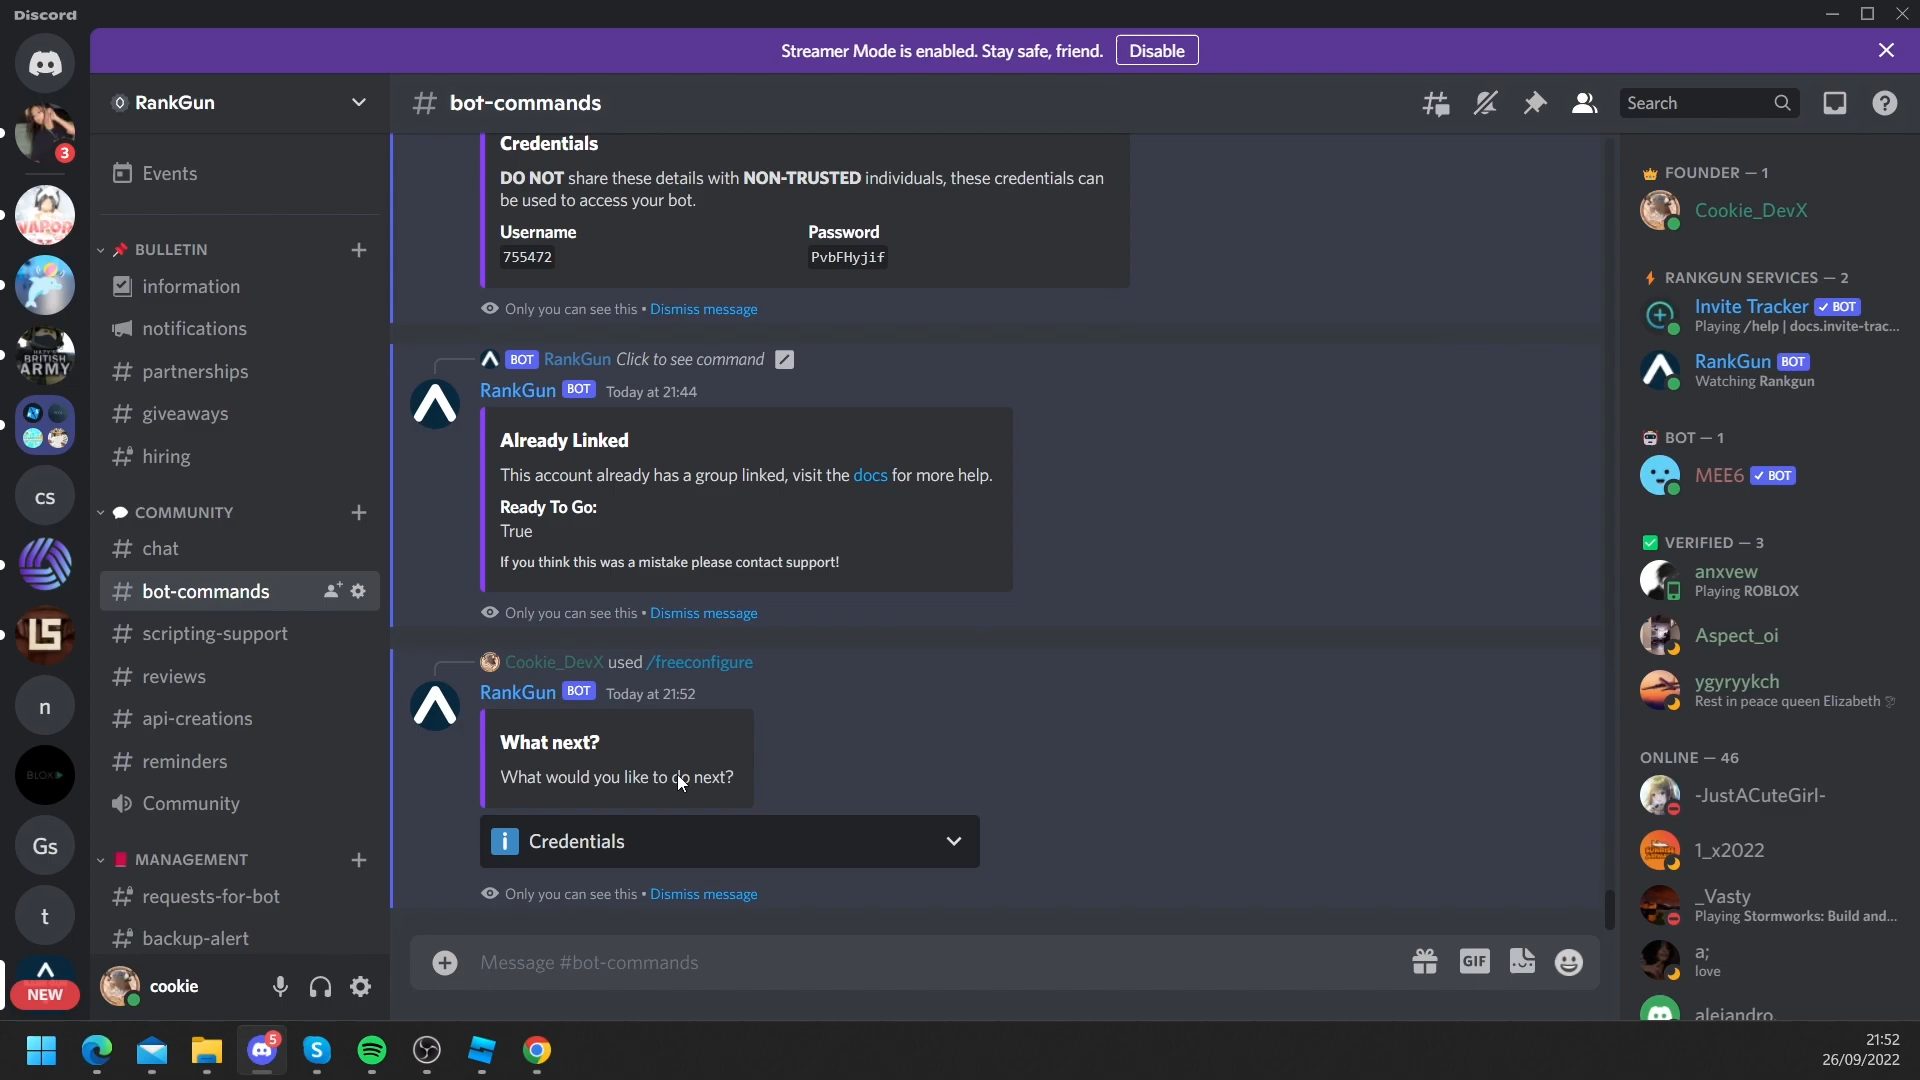 Discord
Streamer Mode is enabled. Stay safe, friend. Disable
3
VAPOR
BRITISH
ARMY
cs
LS
n
BLOX
Gs
t
NEW
RankGun
Events
BULLETIN
information
notifications
partnerships
giveaways
hiring
COMMUNITY
chat
bot-commands
scripting-support
reviews
api-creations
reminders
Community
MANAGEMENT
requests-for-bot
backup-alert
cookie
# bot-commands
Search
Credentials
DO NOT share these details with NON-TRUSTED individuals, these credentials can
be used to access your bot.
Username Password
755472 PvbFHyjif
Only you can see this • Dismiss message
BOT RankGun Click to see command
RankGun BOT Today at 21:44
Already Linked
This account already has a group linked, visit the docs for more help.
Ready To Go:
True
If you think this was a mistake please contact support!
Only you can see this • Dismiss message
Cookie_DevX used /freeconfigure
RankGun BOT Today at 21:52
What next?
What would you like to do next?
i Credentials
Only you can see this • Dismiss message
Message #bot-commands
GIF
FOUNDER — 1
Cookie_DevX
RANKGUN SERVICES — 2
Invite Tracker ✓ BOT
Playing /help | docs.invite-trac...
RankGun BOT
Watching Rankgun
BOT — 1
MEE6 ✓ BOT
VERIFIED — 3
anxvew
Playing ROBLOX
Aspect_oi
ygyryykch
Rest in peace queen Elizabeth
ONLINE — 46
-JustACuteGirl-
1_x2022
_Vasty
Playing Stormworks: Build and...
a;
love
alejandro.
5
21:52
26/09/2022